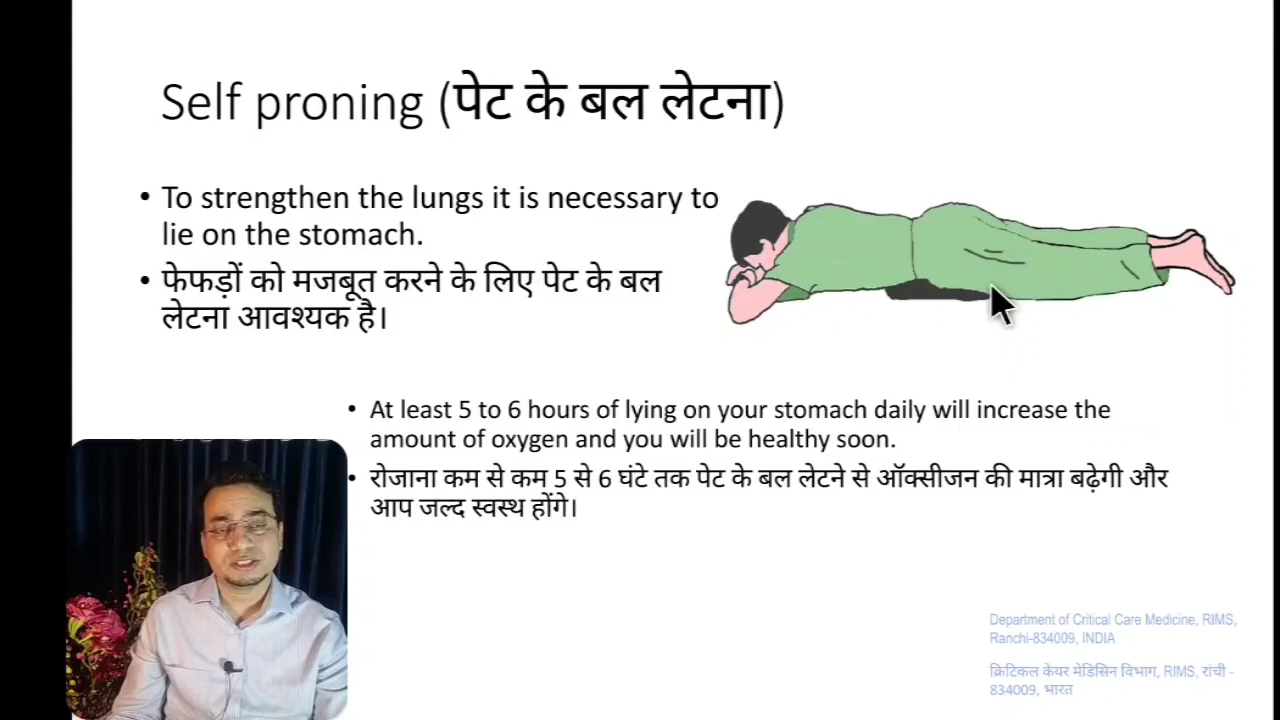 Self proning (पेट के बल लेटना)
• To strengthen the lungs it is necessary to
lie on the stomach.
• फेफड़ों को मजबूत करने के लिए पेट के बल
लेटना आवश्यक है।
• At least 5 to 6 hours of lying on your stomach daily will increase the
amount of oxygen and you will be healthy soon.
• रोजाना कम से कम 5 से 6 घंटे तक पेट के बल लेटने से ऑक्सीजन की मात्रा बढ़ेगी और
आप जल्द स्वस्थ होंगे।
Department of Critical Care Medicine, RIMS,
Ranchi-834009, INDIA
क्रिटिकल केयर मेडिसिन विभाग, RIMS, रांची -
834009, भारत